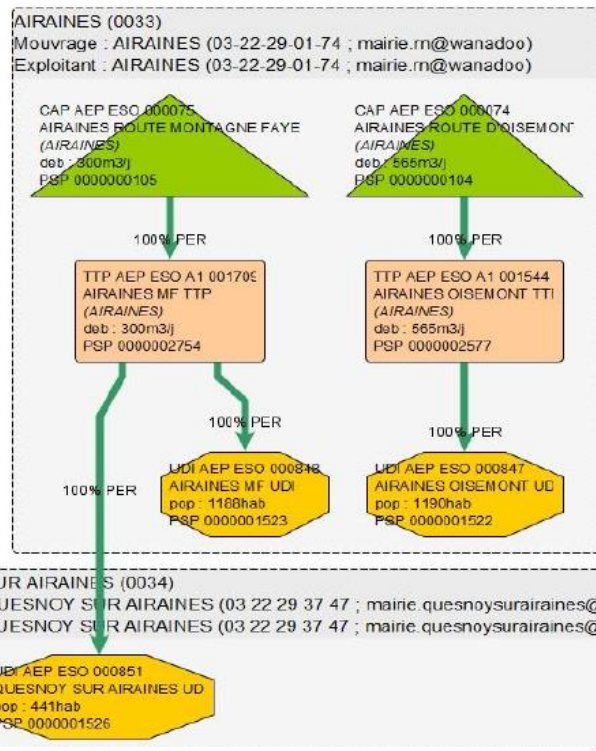 AIRAINES (0033)
Mouvrage : AIRAINES (03-22-29-01-74 ; mairie.rn@wanadoo)
Exploitant : AIRAINES (03-22-29-01-74 ; mairie.rn@wanadoo)
CAP AEP ESO 000075
AIRAINES ROUTE MONTAGNE FAYE
(AIRAINES)
deb : 300m3/j
PSP 0000000105
CAP AEP ESO 000074
AIRAINES ROUTE D'OISEMONT
(AIRAINES)
deb : 565m3/j
PSP 0000000104
100% PER
100% PER
TTP AEP ESO A1 001709
AIRAINES MF TTP
(AIRAINES)
deb : 300m3/j
PSP 0000002754
TTP AEP ESO A1 001544
AIRAINES OISEMONT TTI
(AIRAINES)
deb : 565m3/j
PSP 0000002577
100% PER
100% PER
100% PER
UDI AEP ESO 000848
AIRAINES MF UDI
pop : 1188hab
PSP 0000001523
UDI AEP ESO 000847
AIRAINES OISEMONT UD
pop : 1190hab
PSP 0000001522
UR AIRAINES (0034)
UESNOY SUR AIRAINES (03 22 29 37 47 ; mairie.quesnoysurairaines@
UESNOY SUR AIRAINES (03 22 29 37 47 ; mairie.quesnoysurairaines@
UDI AEP ESO 000851
QUESNOY SUR AIRAINES UD
pop : 441hab
PSP 0000001526